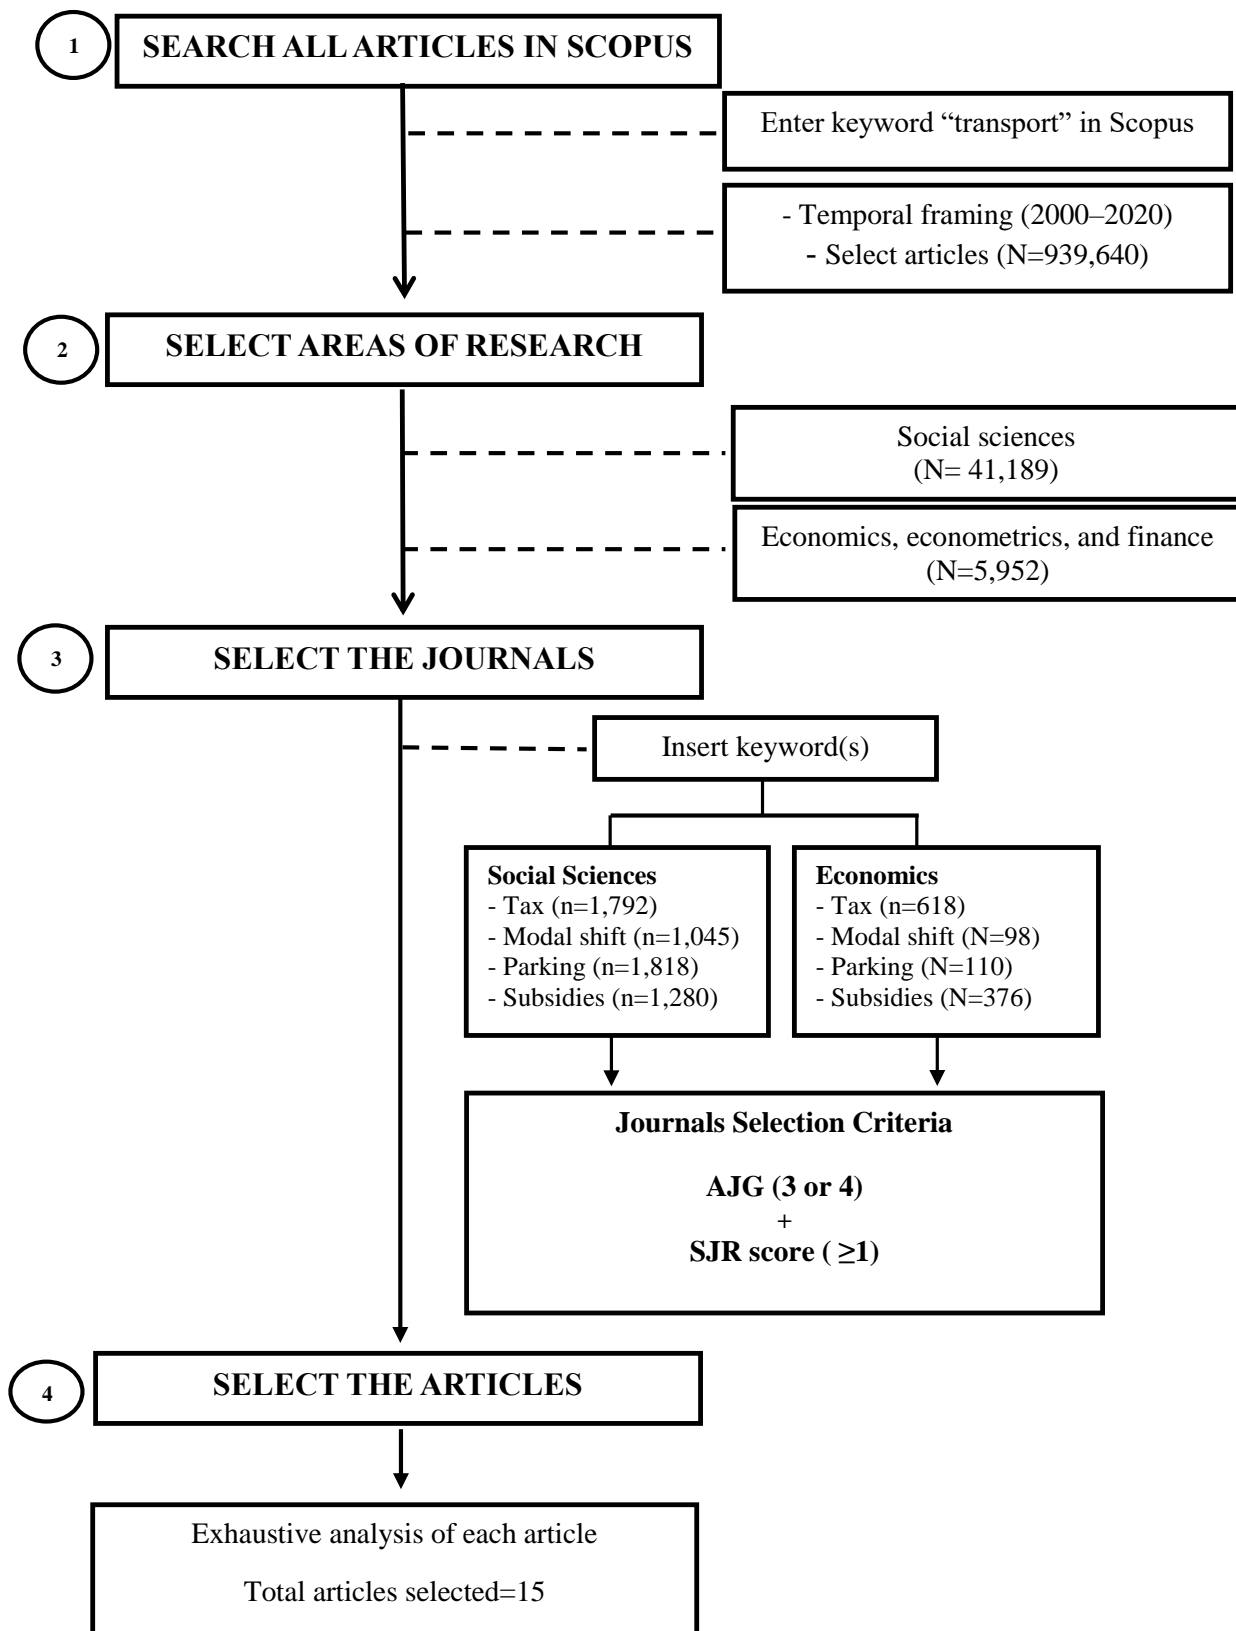 1
SEARCH ALL ARTICLES IN SCOPUS
Enter keyword “transport” in Scopus
- Temporal framing (2000–2020)
- Select articles (N=939,640)
2
SELECT AREAS OF RESEARCH
Social sciences
(N= 41,189)
Economics, econometrics, and finance
(N=5,952)
3
SELECT THE JOURNALS
Insert keyword(s)
Social Sciences
- Tax (n=1,792)
- Modal shift (n=1,045)
- Parking (n=1,818)
- Subsidies (n=1,280)
Economics
- Tax (n=618)
- Modal shift (N=98)
- Parking (N=110)
- Subsidies (N=376)
Journals Selection Criteria
AJG (3 or 4)
+
SJR score ( ≥1)
4
SELECT THE ARTICLES
Exhaustive analysis of each article
Total articles selected=15